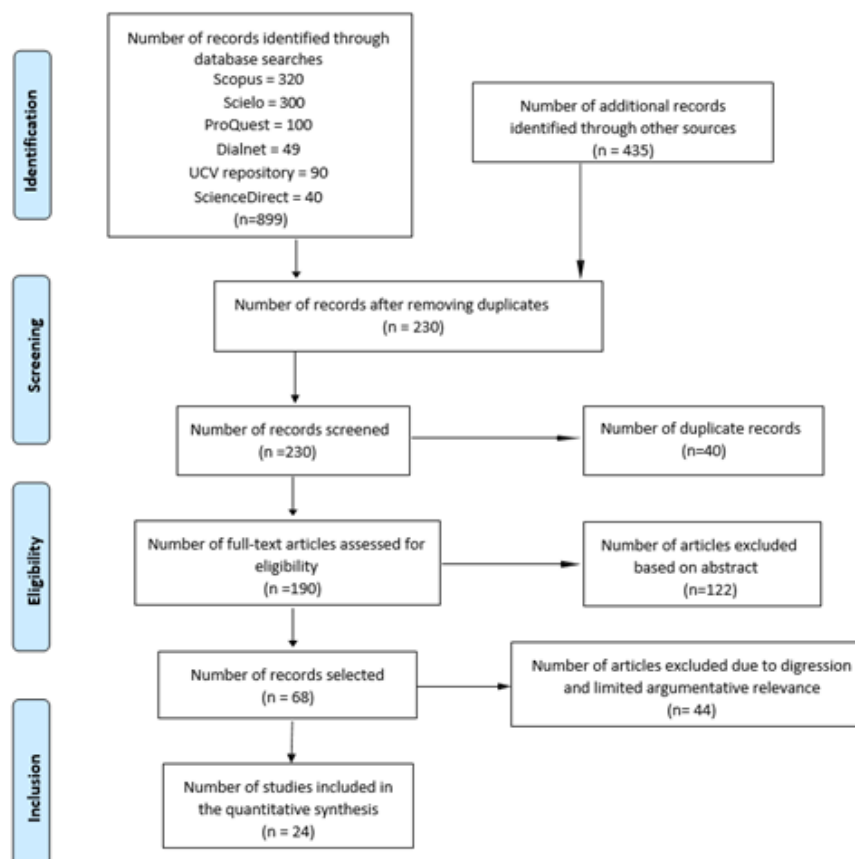 Identification
Number of records identified through
database searches
Scopus = 320
Scielo = 300
ProQuest = 100
Dialnet = 49
UCV repository = 90
ScienceDirect = 40
(n=899)
Number of additional records
identified through other sources
(n = 435)
Screening
Number of records after removing duplicates
(n = 230)
Number of records screened
(n =230)
Number of duplicate records
(n=40)
Eligibility
Number of full-text articles assessed for
eligibility
(n =190)
Number of articles excluded
based on abstract
(n=122)
Number of records selected
(n = 68)
Number of articles excluded due to digression
and limited argumentative relevance
(n= 44)
Inclusion
Number of studies included in
the quantitative synthesis
(n = 24)